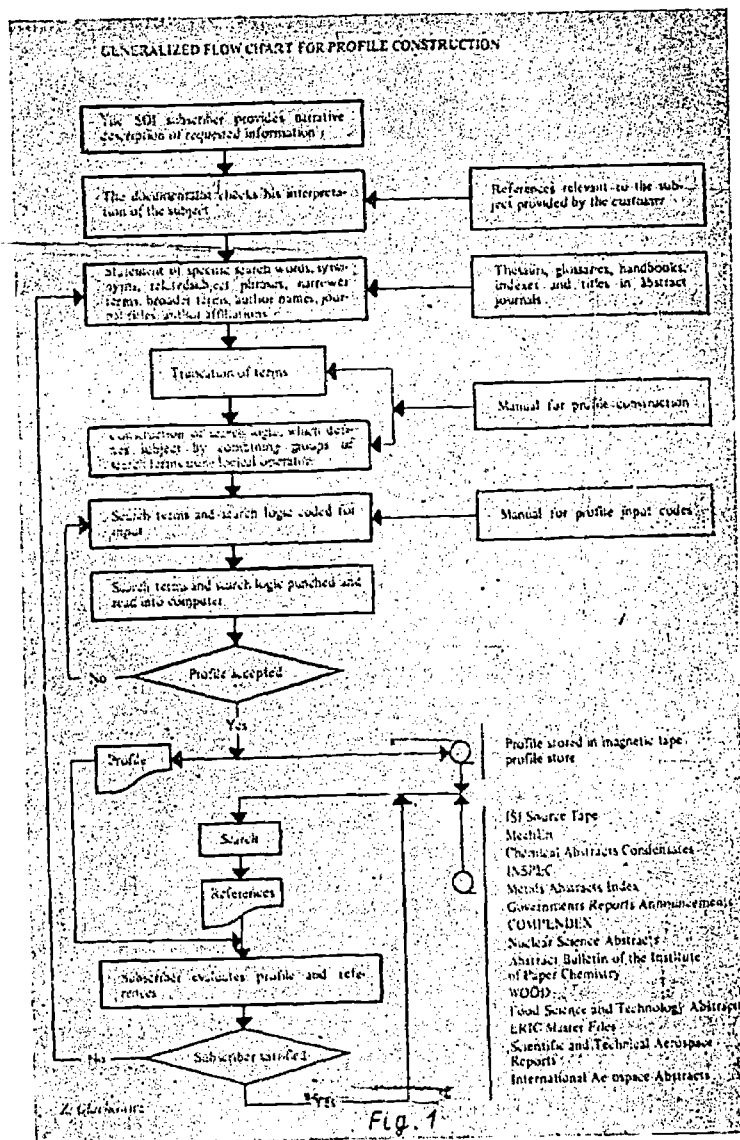 GENERALIZED FLOW CHART FOR PROFILE CONSTRUCTION
The SDI subscriber provides narrative
description of requested information
The documentalist checks his interpreta-
tion of the subject
References relevant to the sub-
ject provided by the customer
Statement of specific search words, syno-
nyms, related subject phrases, narrower
terms, broader terms, author names, jour-
nal titles, author affiliations
Thesauri, glossaries, handbooks,
indexes and titles in abstract
journals
Truncation of terms
Manual for profile construction
Construction of search logic, which defi-
nes subject by combining groups of
search terms using logical operator
Search terms and search logic coded for
input
Manual for profile input codes
Search terms and search logic punched and
read into computer
Profile accepted
No
Yes
Profile
Profile stored in magnetic tape
profile store
Search
References
ISI Source Tape
MechEn
Chemical Abstracts Condensates
INSPEC
Metals Abstracts Index
Governments Reports Announcements
COMPENDEX
Nuclear Science Abstracts
Abstract Bulletin of the Institute
of Paper Chemistry
WOOD
Food Science and Technology Abstract
ERIC Master Files
Scientific and Technical Aerospace
Reports
International Aerospace Abstracts
Subscriber evaluates profile and refe-
rences
Subscriber satisfied
No
Yes
Z.
Fig. 1